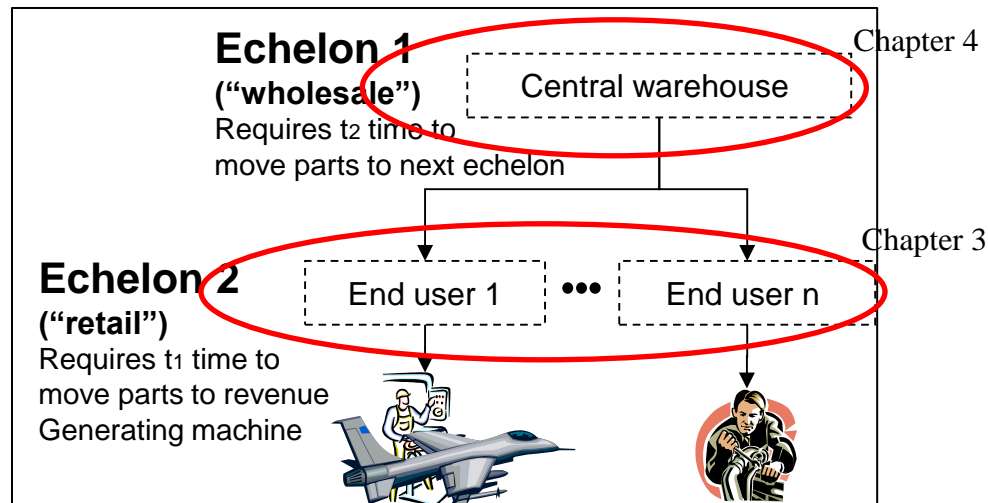 Echelon 1
Chapter 4
(“wholesale”)
Central warehouse
Requires t2 time to
move parts to next echelon
Chapter 3
Echelon 2
End user 1
•••
End user n
(“retail”)
Requires t1 time to
move parts to revenue
Generating machine